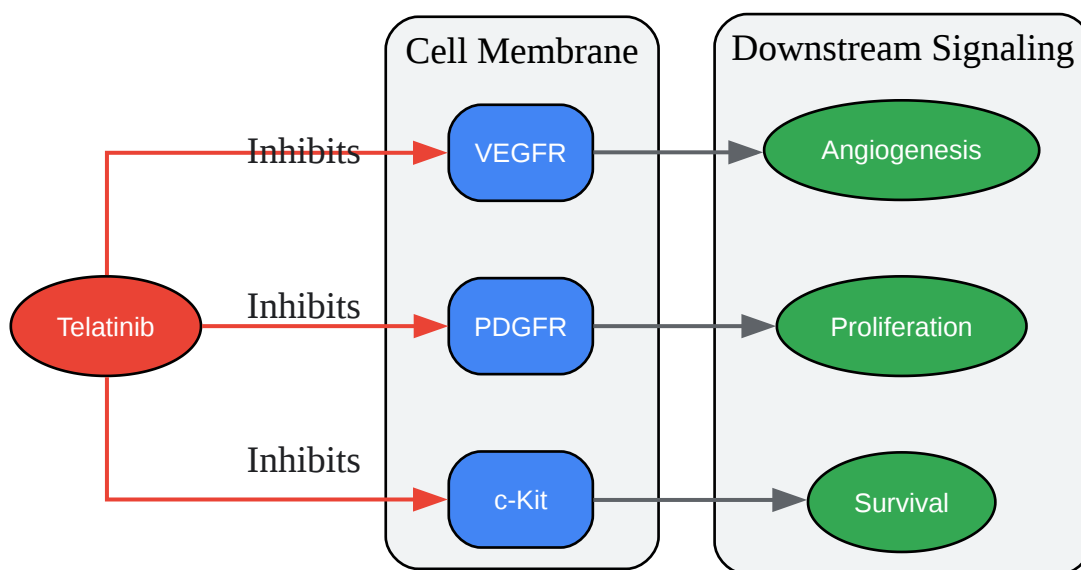 Cell Membrane
Downstream Signaling
Inhibits
VEGFR
Angiogenesis
Telatinib
Inhibits
PDGFR
Proliferation
Inhibits
c-Kit
Survival